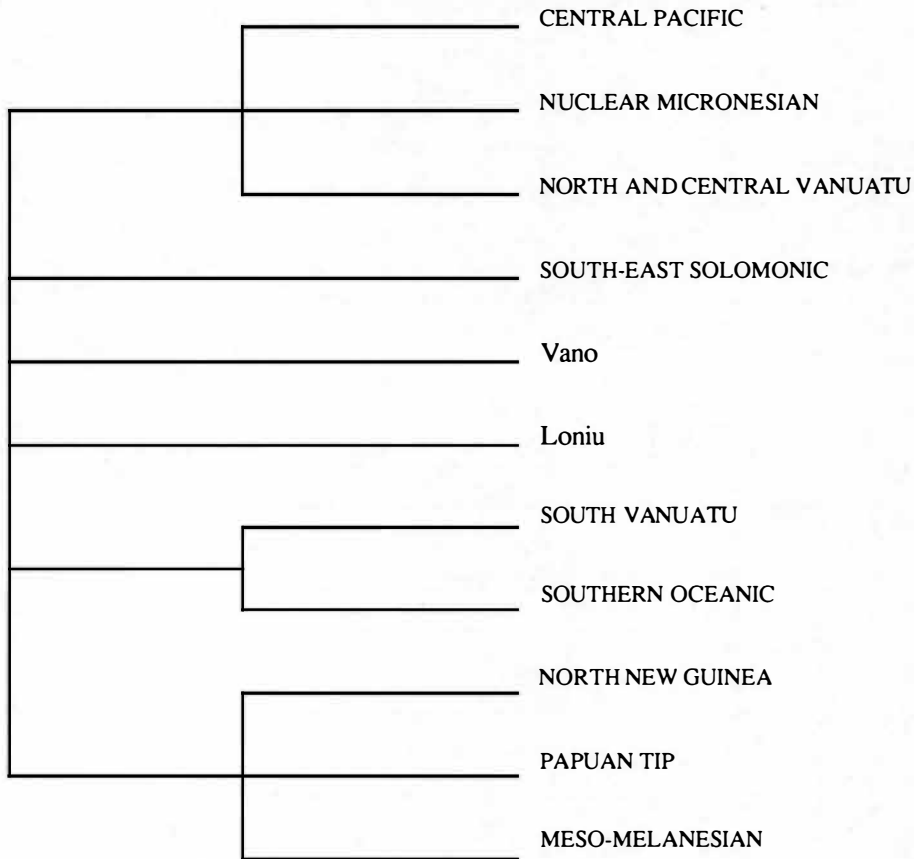 CENTRAL PACIFIC
NUCLEAR MICRONESIAN
NORTH AND CENTRAL VANUATU
SOUTH-EAST SOLOMONIC
Vano
Loniu
SOUTH VANUATU
SOUTHERN OCEANIC
NORTH NEW GUINEA
PAPUAN TIP
MESO-MELANESIAN